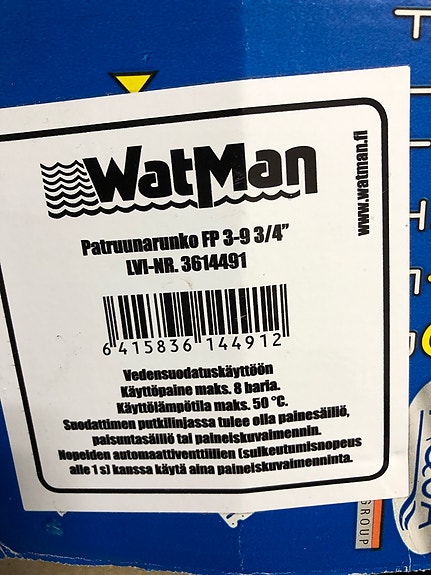 WatMan
www.watman.fi
Patruunarunko FP 3-9 3/4”
LVI-NR. 3614491
6 415836 144912
Vedensuodatuskäyttöön
Käyttöpaine maks. 8 baria.
Käyttölämpötila maks. 50 °C.
Suodattimen putkilinjassa tulee olla painesäiliö,
paisuntasäiliö tai paineiskuvaimennin.
Nopeiden automaattiventtiilien (sulkeutumisnopeus
alle 1 s) kanssa käytä aina paineiskuvaimenninta.
GROUP